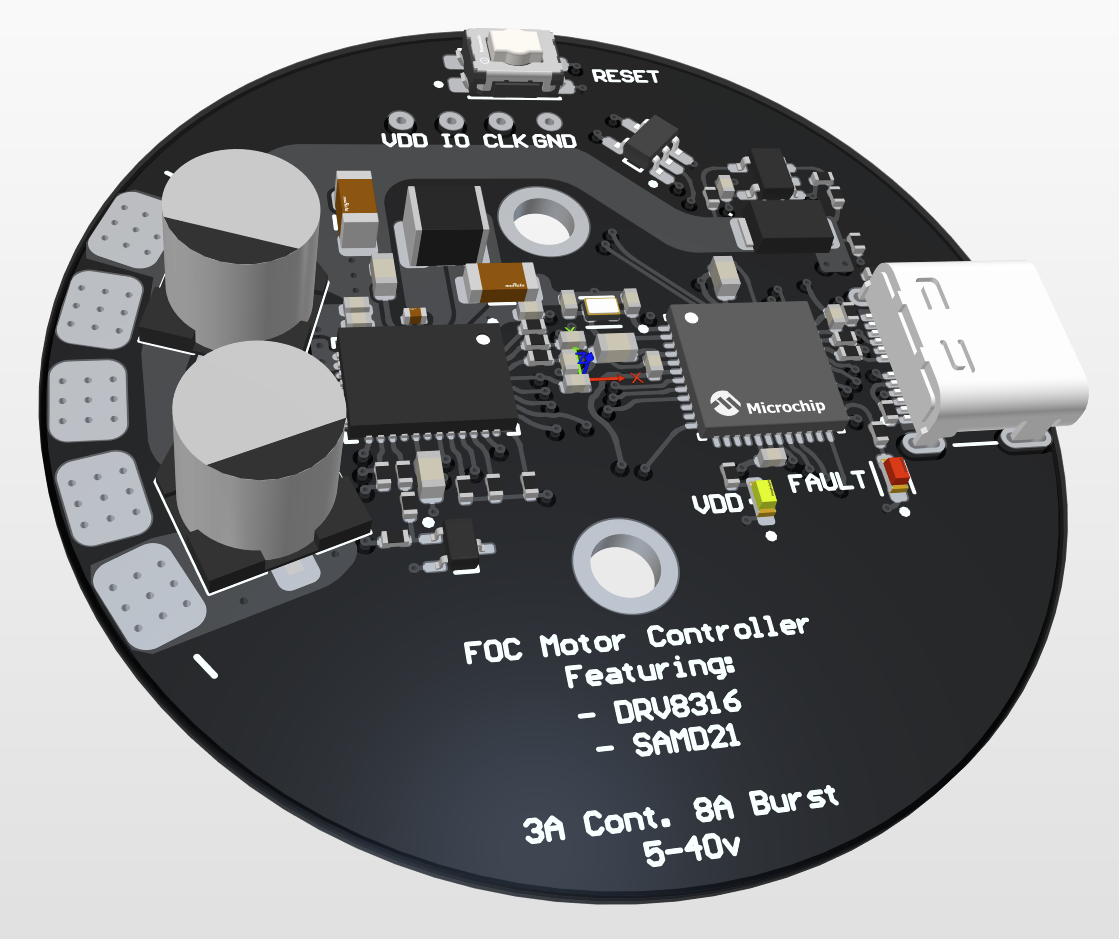 RESET
VDD IO CLK GND
Microchip
VDD
FAULT
FOC Motor Controller
Featuring:
- DRV8316
- SAMD21
3A Cont. 8A Burst
5-40v